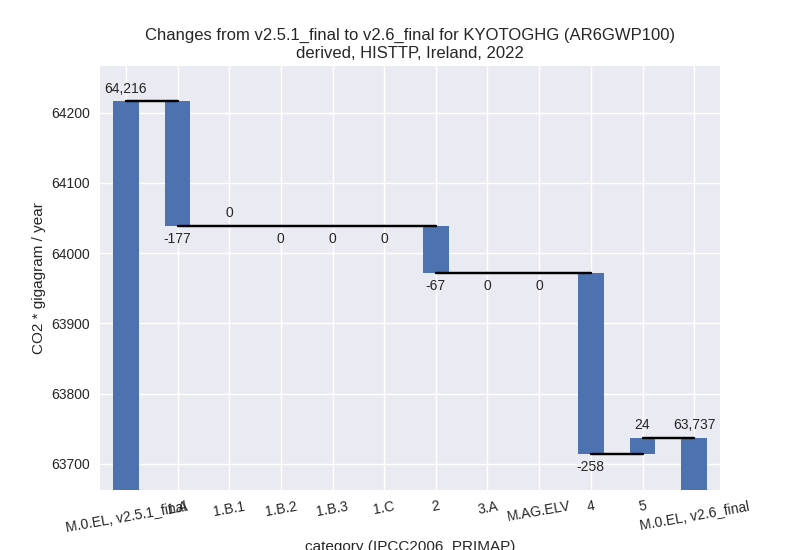 Changes from v2.5.1_final to v2.6_final for KYOTOGHG (AR6GWP100)
derived, HISTTP, Ireland, 2022
CO2 * gigagram / year
64200
64100
64000
63900
63800
63700
64,216
-177
0
0
0
0
-67
0
0
-258
24
63,737
M.0.EL, v2.5.1_final
1.A
1.B.1
1.B.2
1.B.3
1.C
2
3.A
M.AG.ELV
4
5
M.0.EL, v2.6_final
category (IPCC2006_PRIMAP)